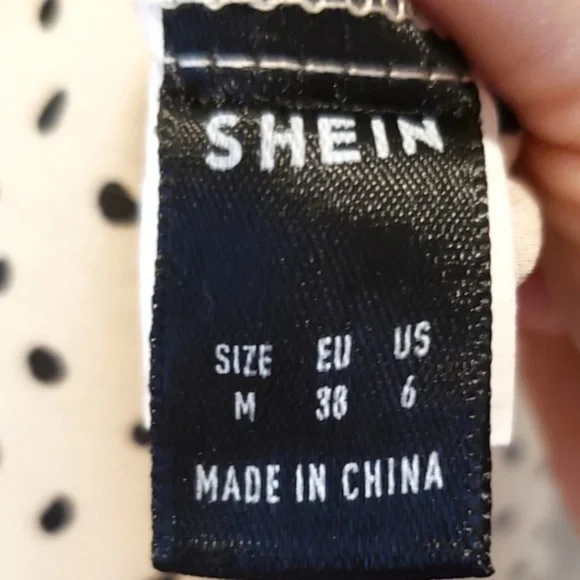 SHEIN
SIZE EU US
M 38 6
MADE IN CHINA